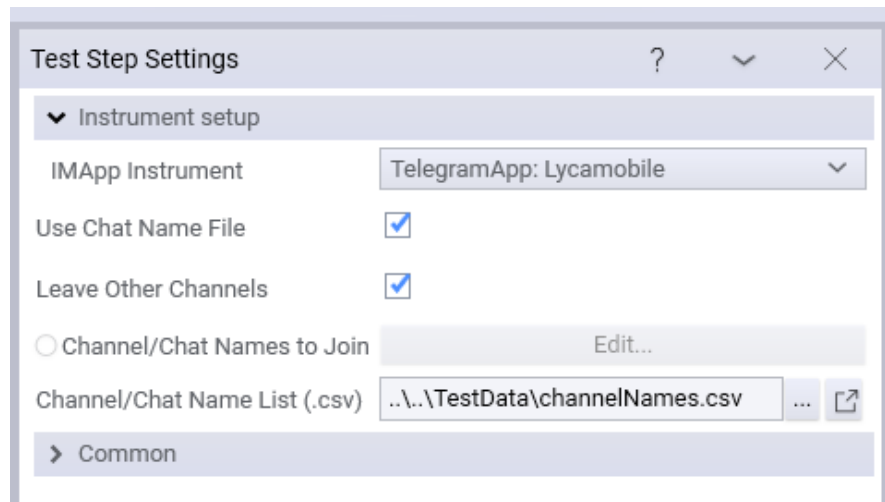 Test Step Settings ?
Instrument setup
IMApp Instrument TelegramApp: Lycamobile
Use Chat Name File
Leave Other Channels
Channel/Chat Names to Join Edit...
Channel/Chat Name List (.csv) ..\..\TestData\channelNames.csv ...
Common